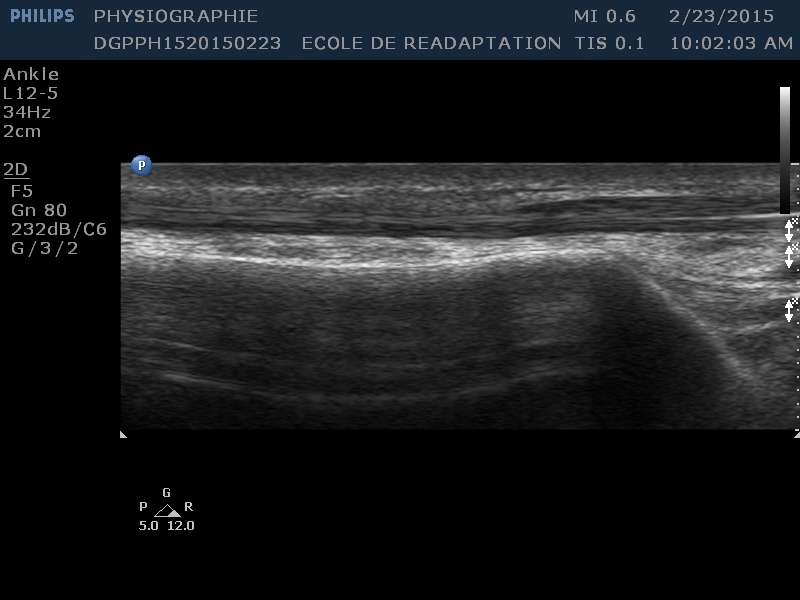 PHILIPS PHYSIOGRAPHIE MI 0.6 2/23/2015
DGPPH1520150223 ECOLE DE READAPTATION TIS 0.1 10:02:03 AM
Ankle
L12-5
34Hz
2cm
2D
F5
Gn 80
232dB/C6
G/3/2
P
G
P R
5.0 12.0